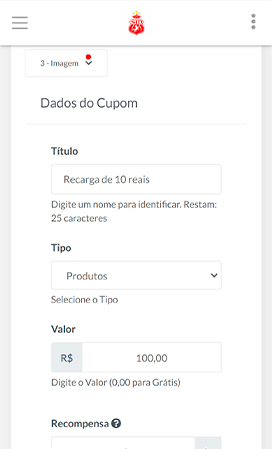 3 - Imagem
Dados do Cupom
Título
Recarga de 10 reais
Digite um nome para identificar. Restam:
25 caracteres
Tipo
Produtos
Selecione o Tipo
Valor
R$ 100,00
Digite o Valor (0,00 para Grátis)
Recompensa